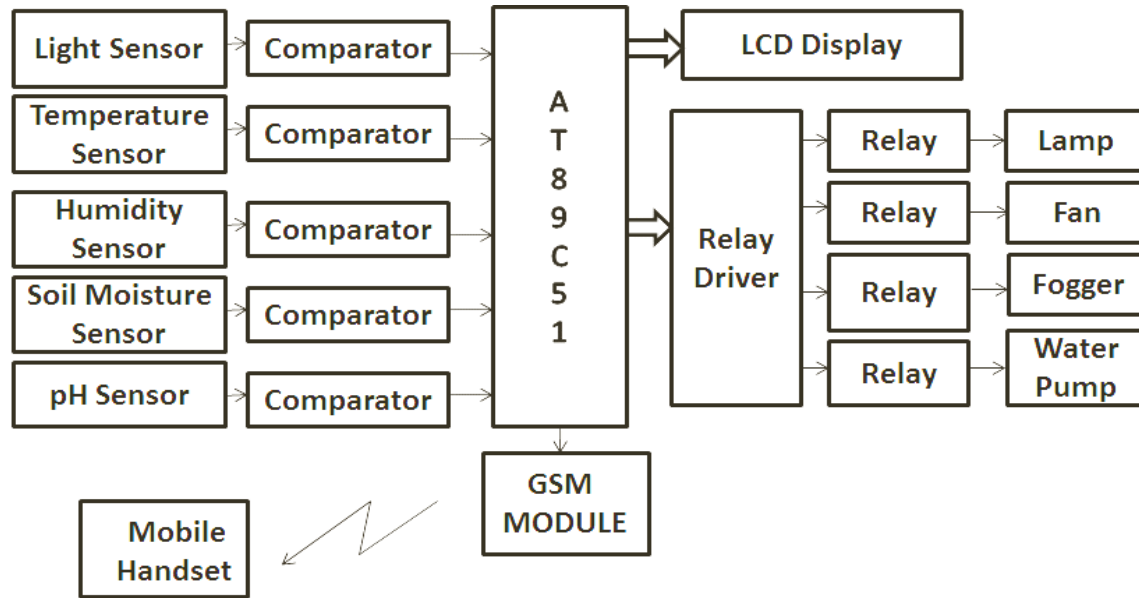 Light Sensor
Comparator
Temperature
Sensor
Comparator
Humidity
Sensor
Comparator
Soil Moisture
Sensor
Comparator
pH Sensor
Comparator
A
T
8
9
C
5
1
LCD Display
Relay
Driver
Relay
Lamp
Relay
Fan
Relay
Fogger
Relay
Water
Pump
GSM
MODULE
Mobile
Handset